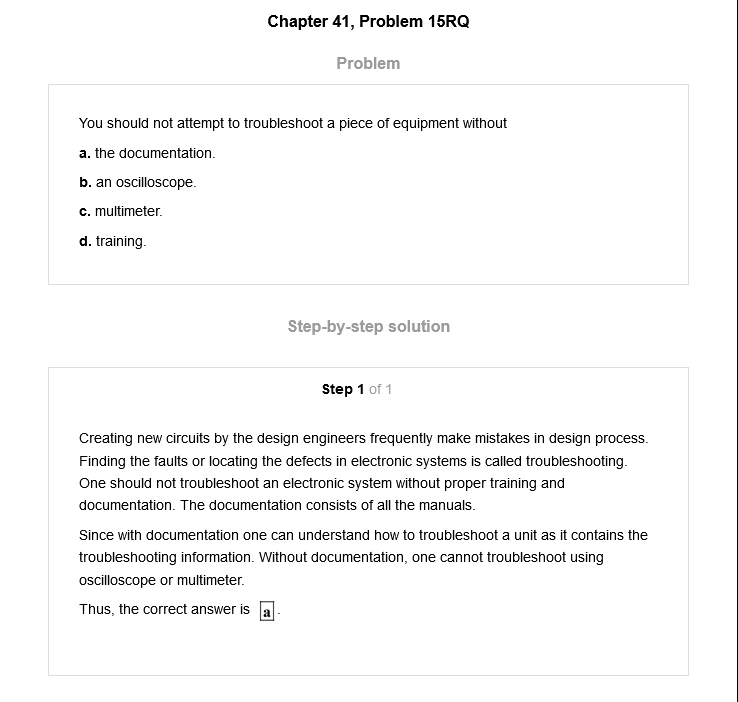 Chapter 41, Problem 15RQ
Problem
You should not attempt to troubleshoot a piece of equipment without
a. the documentation.
b. an oscilloscope.
c. multimeter.
d. training.
Step-by-step solution
Step 1 of 1
Creating new circuits by the design engineers frequently make mistakes in design process.
Finding the faults or locating the defects in electronic systems is called troubleshooting.
One should not troubleshoot an electronic system without proper training and
documentation. The documentation consists of all the manuals.
Since with documentation one can understand how to troubleshoot a unit as it contains the
troubleshooting information. Without documentation, one cannot troubleshoot using
oscilloscope or multimeter.
Thus, the correct answer is a.